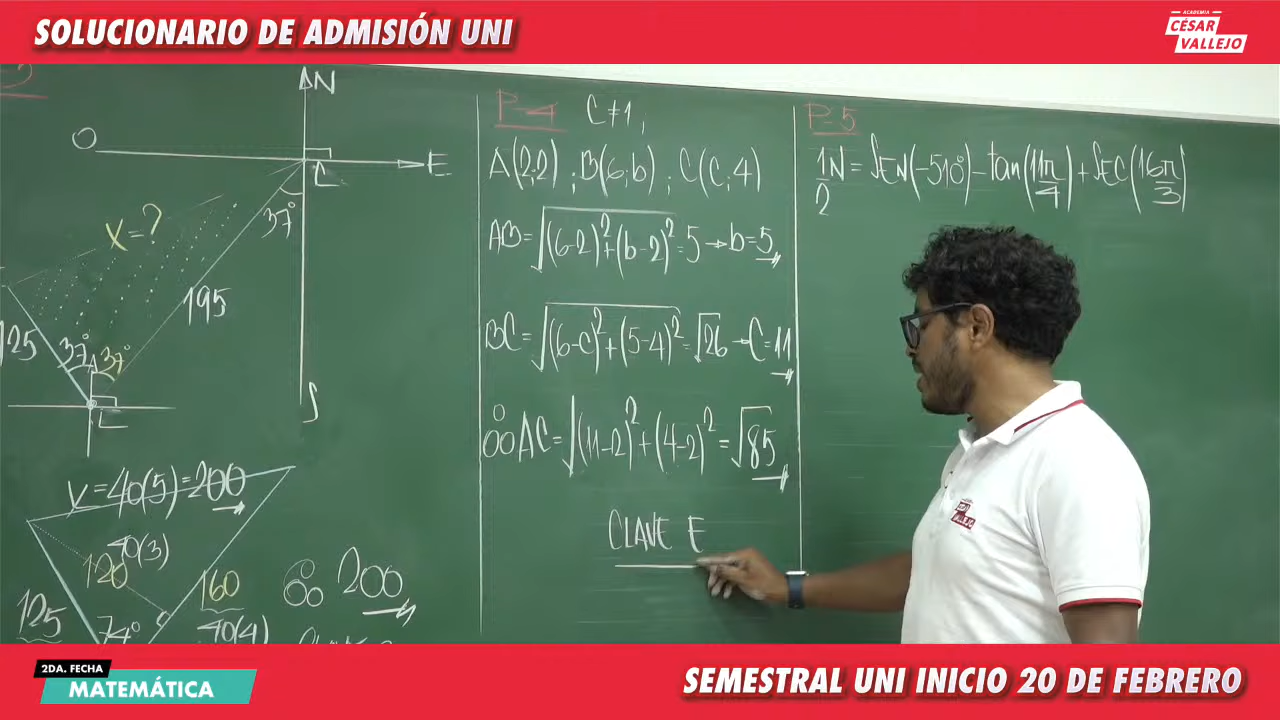 SOLUCIONARIO DE ADMISIÓN UNI
ACADEMIA
CÉSAR
VALLEJO
N
O
E
C
37°
x=?
195
125
37°
37°
S
x=40(5)=200
40(3)
120
160
125
74°
40(4)
∴ 200
P-4
C≠1,
A(2;2) ; B(6;b) ; C(C;4)
AB=√(6-2)²+(b-2)²=5→b=5
BC=√(6-c)²+(5-4)²=√26→C=11
∴AC=√(11-2)²+(4-2)²=√85
CLAVE E
P-5
1/2 N = SEN(-510°)-tan(11π/4)+SEC(16π/3)
VALLEJO
2DA. FECHA
MATEMÁTICA
SEMESTRAL UNI INICIO 20 DE FEBRERO